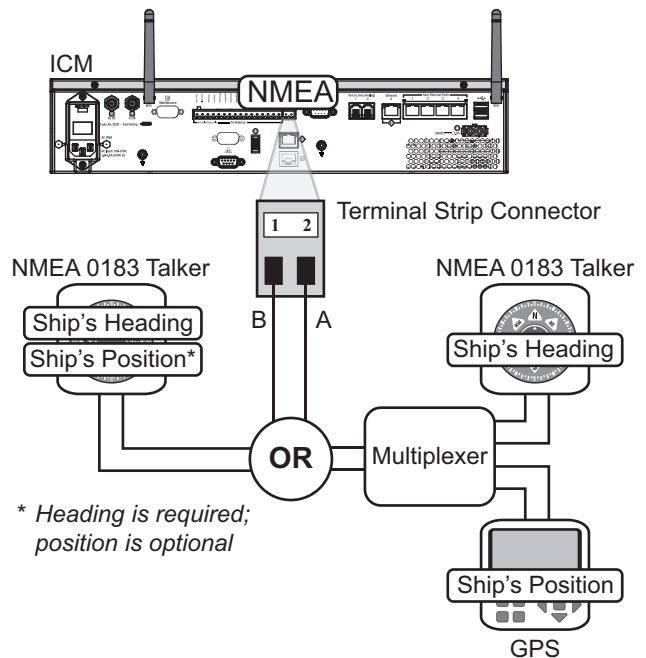 ICM
NMEA
Maintenance
Terminal Strip Connector
1 2
B A
NMEA 0183 Talker
Ship's Heading
Ship's Position*
NMEA 0183 Talker
N
Ship's Heading
OR
Multiplexer
* Heading is required;
position is optional
Ship's Position
GPS